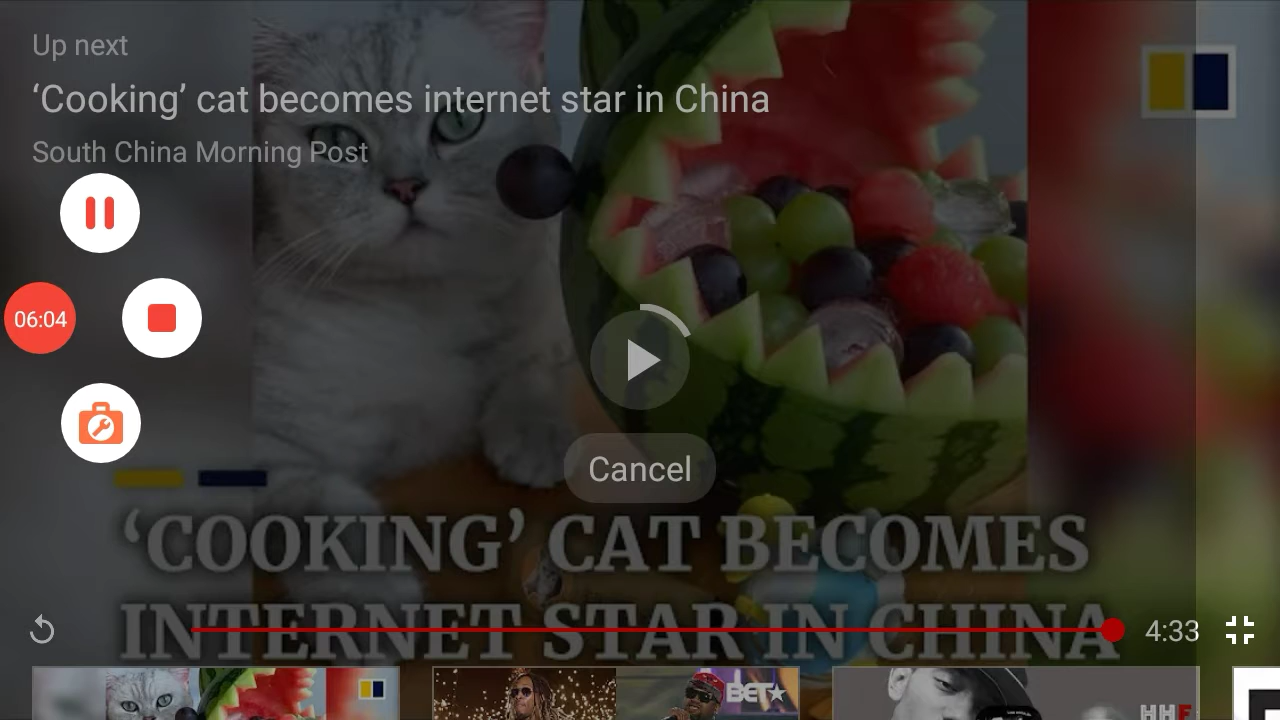 Up next
‘Cooking’ cat becomes internet star in China
South China Morning Post
06:04
Cancel
‘COOKING’ CAT BECOMES
INTERNET STAR IN CHINA
4:33
BET
HHF